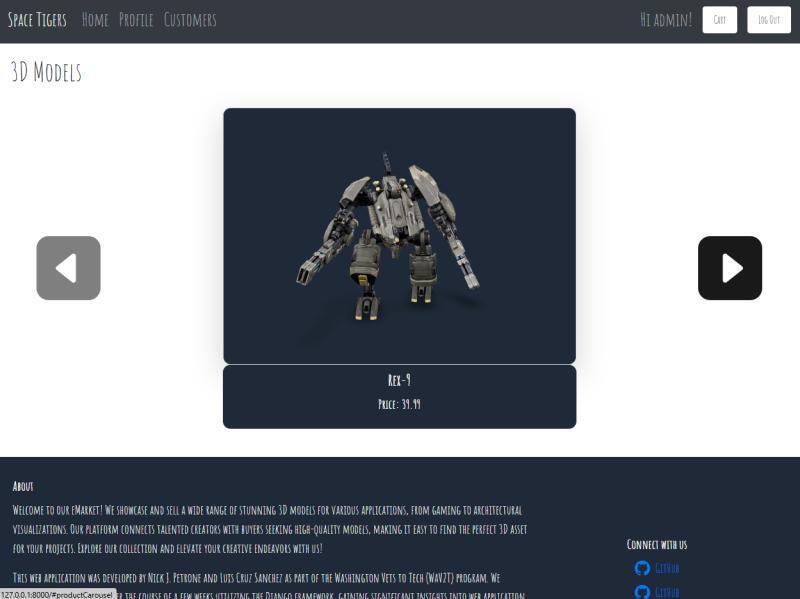 Space Tigers Home Profile Customers Hi admin! Cart Log Out
3D Models
Rex-9
Price: 39.99
About
Welcome to our eMarket! We showcase and sell a wide range of stunning 3D models for various applications, from gaming to architectural
visualizations. Our platform connects talented creators with buyers seeking high-quality models, making it easy to find the perfect 3D asset
for your projects. Explore our collection and elevate your creative endeavors with us!
Connect with us
GitHub
This web application was developed by Nick J. Petrone and Luis Cruz Sanchez as part of the Washington Vets to Tech (WAV2T) program. We
GitHub
127.0.0.1:8000/#productCarousel
er the course of a few weeks utilizing the Django framework, gaining significant insights into web application